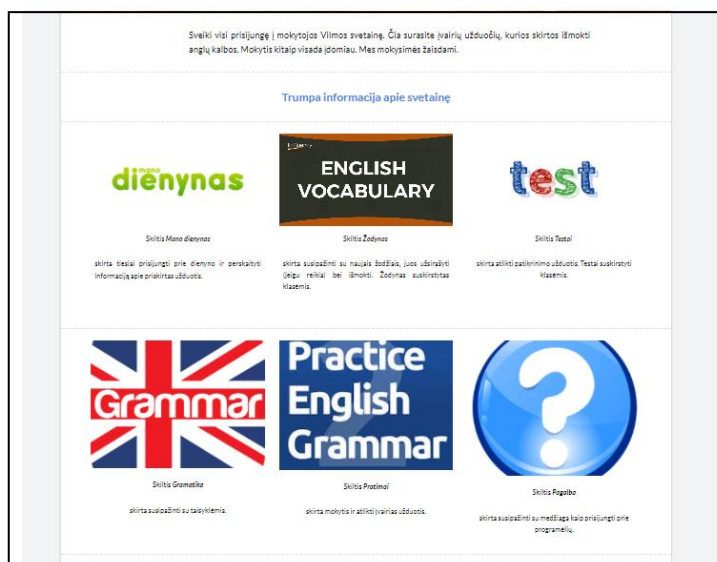 Sveiki visi prisijungę į mokytojos Vilmos svetainę. Čia surasite įvairių užduočių, kurios skirtos išmokti
anglų kalbos. Mokytis kitaip visada įdomiau. Mes mokysimės žaisdami.
Trumpa informacija apie svetainę
mano
dienynas
ENGLISH
VOCABULARY
test
Skiltis Mano dienynas
skirta tiesiai prisijungti prie dienyno ir perskaityti
informaciją apie priskirtas užduotis.
Skiltis Žodynas
skirta susipažinti su naujais žodžiais, juos užsirašyti
(jeigu reikia) bei išmokti. Žodynas suskirstytas
klasėmis.
Skiltis Testai
skirta atlikti patikrinimo užduotis. Testai suskirstyti
klasėmis.
Grammar
Practice
English
Grammar
2
?
Skiltis Gramatika
skirta susipažinti su taisyklėmis.
Skiltis Pratimai
skirta mokytis ir atlikti įvairias užduotis.
Skiltis Pagalba
skirta susipažinti su medžiaga kaip prisijungti prie
programėlių.